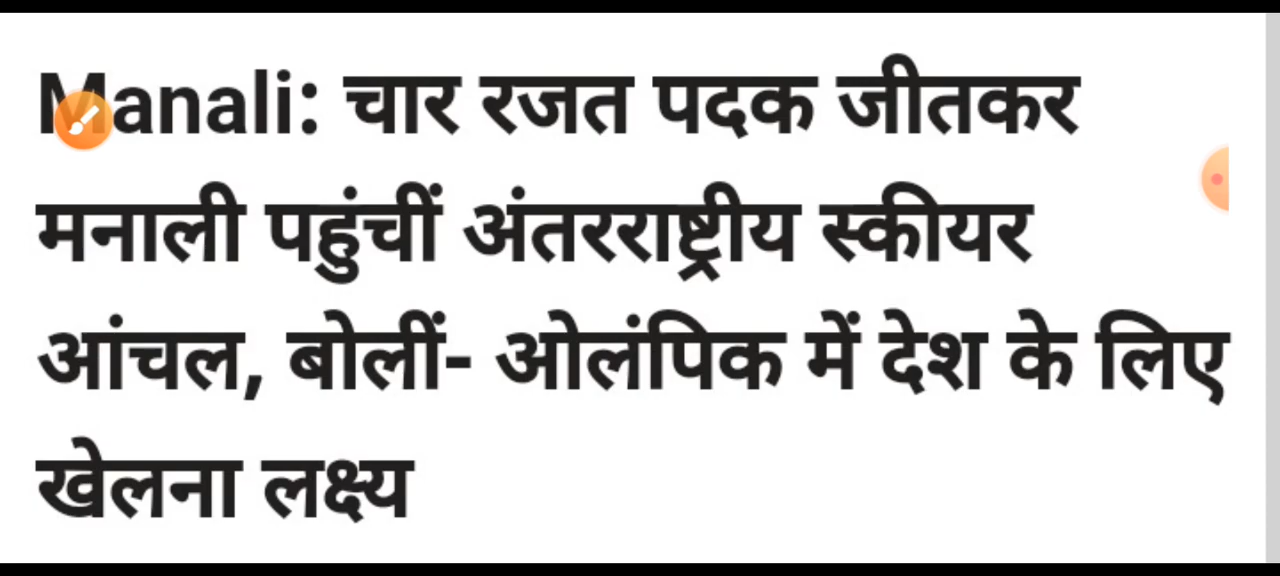 Manali: चार रजत पदक जीतकर
मनाली पहुंचीं अंतरराष्ट्रीय स्कीयर
आंचल, बोलीं- ओलंपिक में देश के लिए
खेलना लक्ष्य